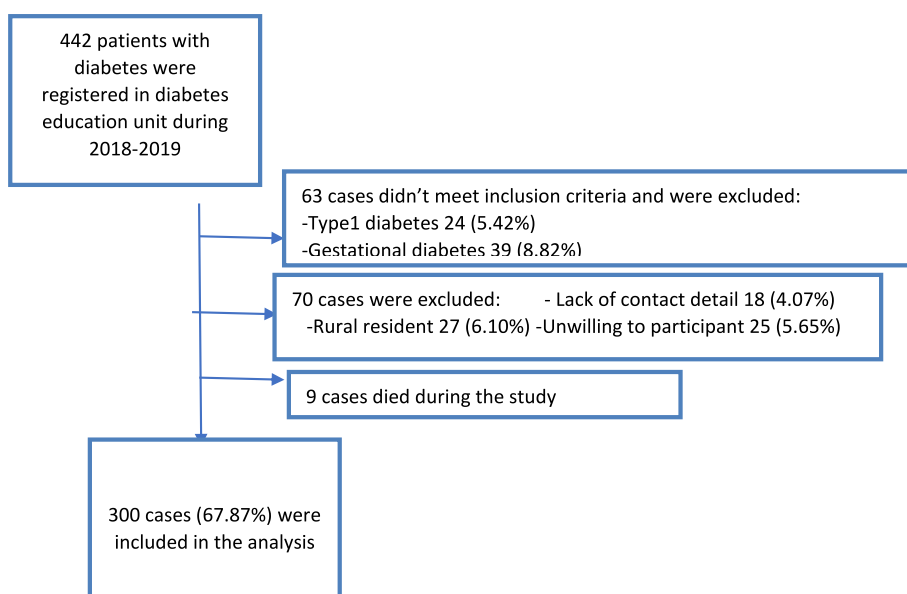 442 patients with
diabetes were
registered in diabetes
education unit during
2018-2019
63 cases didn’t meet inclusion criteria and were excluded:
-Type1 diabetes 24 (5.42%)
-Gestational diabetes 39 (8.82%)
70 cases were excluded: - Lack of contact detail 18 (4.07%)
-Rural resident 27 (6.10%) -Unwilling to participant 25 (5.65%)
9 cases died during the study
300 cases (67.87%) were
included in the analysis